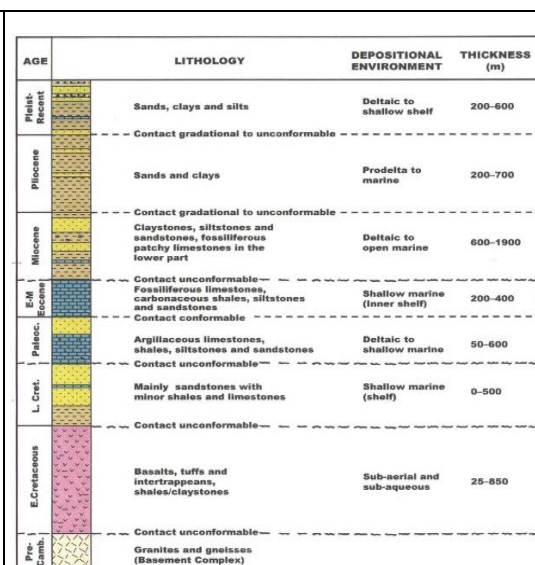 AGE LITHOLOGY DEPOSITIONAL ENVIRONMENT THICKNESS (m)
Pleist-Recent
Sands, clays and silts
Deltaic to
shallow shelf
200–600
Contact gradational to unconformable
Pliocene
Sands and clays
Prodelta to
marine
200–700
Contact gradational to unconformable
Miocene
Claystones, siltstones and
sandstones, fossiliferous
patchy limestones in the
lower part
Deltaic to
open marine
600–1900
Contact unconformable
E-M Eocene
Fossiliferous limestones,
carbonaceous shales, siltstones
and sandstones
Shallow marine
(Inner shelf)
200–400
Contact conformable
Paleoc.
Argillaceous limestones,
shales, siltstones and sandstones
Deltaic to
shallow marine
50–600
Contact unconformable
L. Cret.
Mainly sandstones with
minor shales and limestones
Shallow marine
(shelf)
0–500
Contact unconformable
E.Cretaceous
Basalts, tuffs and
intertrappeans,
shales/claystones
Sub-aerial and
sub-aqueous
25–850
Contact unconformable
Pre-Camb.
Granites and gneisses
(Basement Complex)